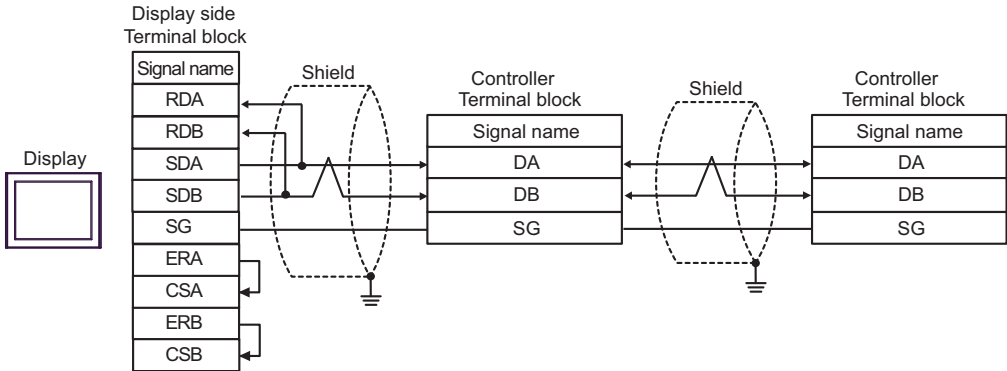 Display side
Terminal block
Signal name
RDA
RDB
SDA
SDB
SG
ERA
CSA
ERB
CSB
Display
Shield
Controller
Terminal block
Signal name
DA
DB
SG
Shield
Controller
Terminal block
Signal name
DA
DB
SG